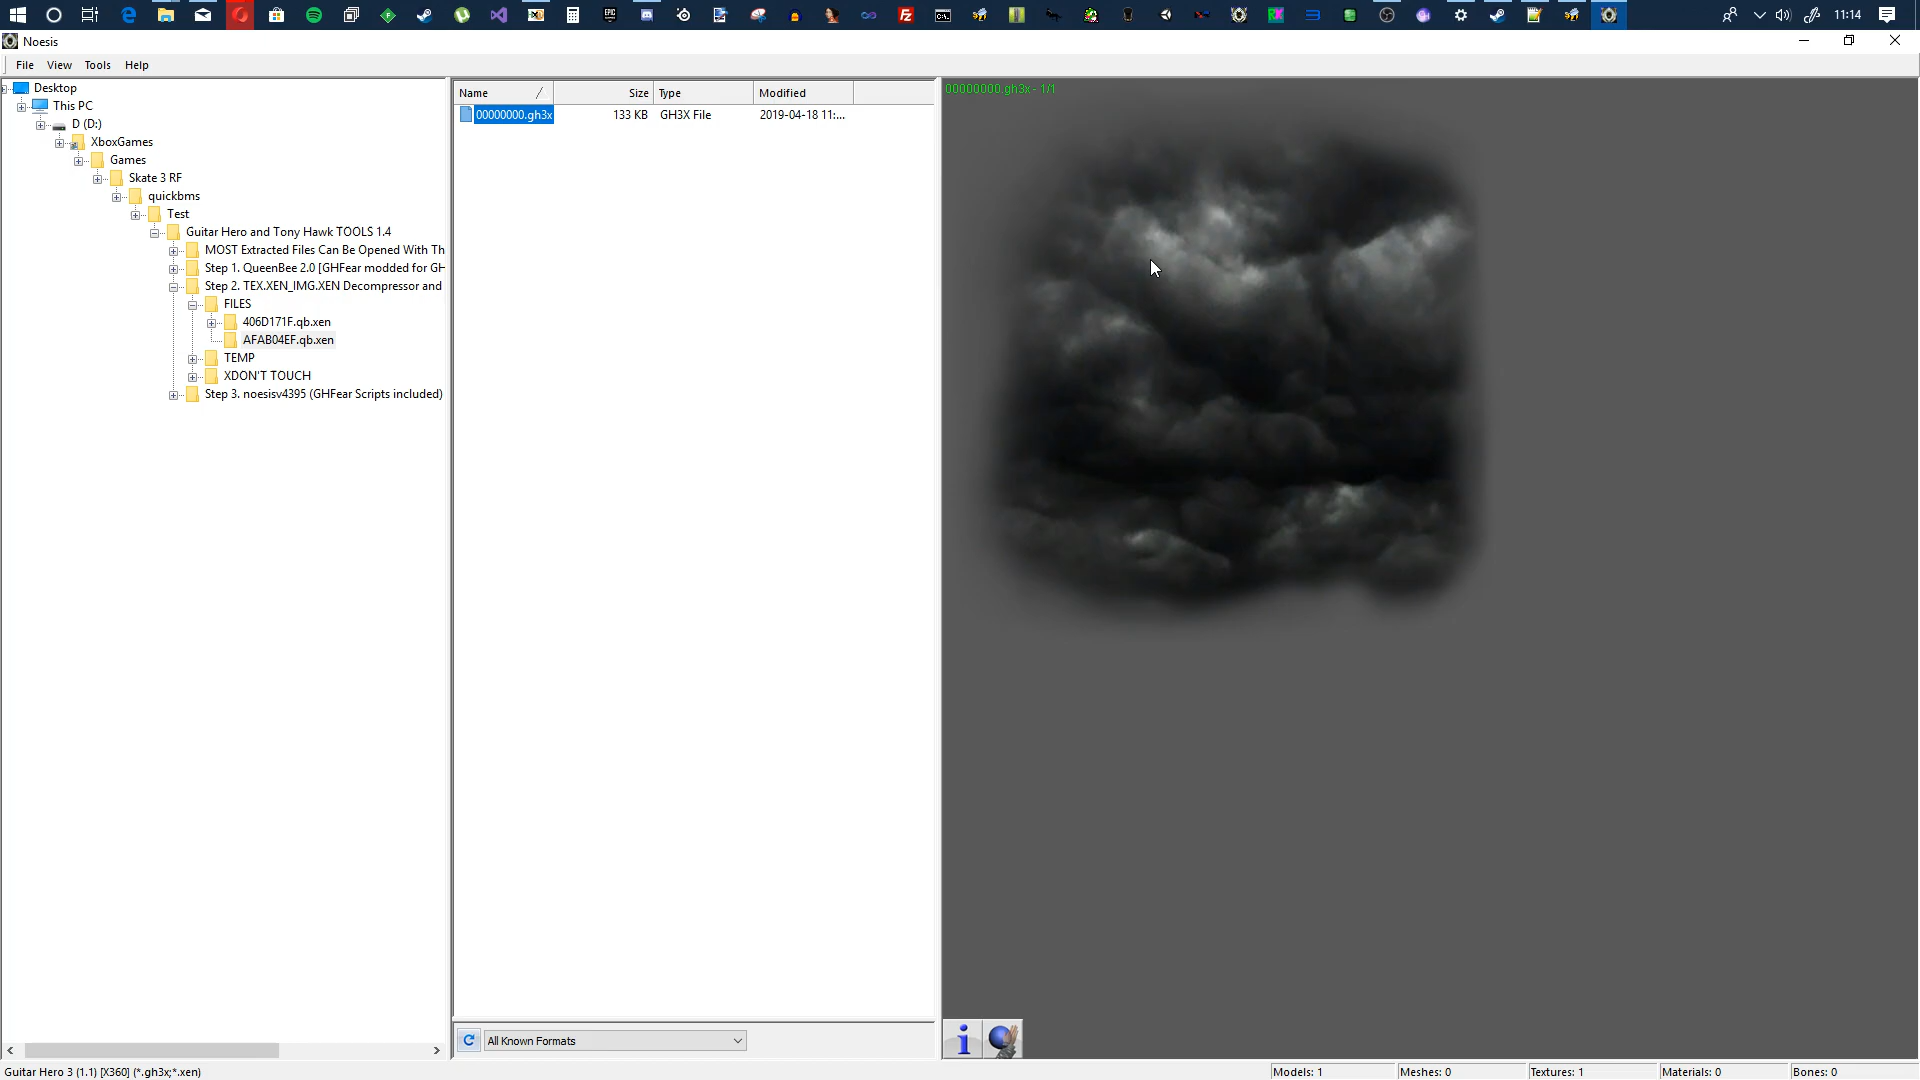 11:14
Noesis
File View Tools Help
Desktop
This PC
D (D:)
XboxGames
Games
Skate 3 RF
quickbms
Test
Guitar Hero and Tony Hawk TOOLS 1.4
MOST Extracted Files Can Be Opened With Th
Step 1. QueenBee 2.0 [GHFear modded for GH
Step 2. TEX.XEN_IMG.XEN Decompressor and
FILES
406D171F.qb.xen
AFAB04EF.qb.xen
TEMP
XDON'T TOUCH
Step 3. noesisv4395 (GHFear Scripts included)
Name Size Type Modified
00000000.gh3x 133 KB GH3X File 2019-04-18 11:...
00000000.gh3x - 1/1
All Known Formats
Guitar Hero 3 (1.1) [X360] (*.gh3x;*.xen) Models: 1 Meshes: 0 Textures: 1 Materials: 0 Bones: 0